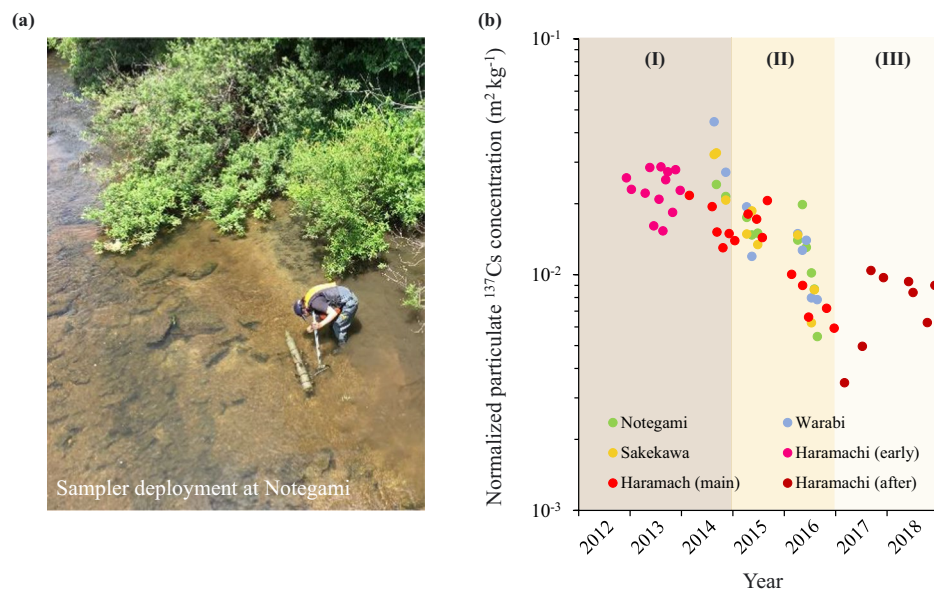 (a)
Sampler deployment at Notegami
(b)
Normalized particulate ¹³⁷Cs concentration (m² kg⁻¹)
10⁻¹
10⁻²
10⁻³
(I)
(II)
(III)
Notegami
Warabi
Sakekawa
Haramachi (early)
Haramach (main)
Haramachi (after)
2012
2013
2014
2015
2016
2017
2018
Year